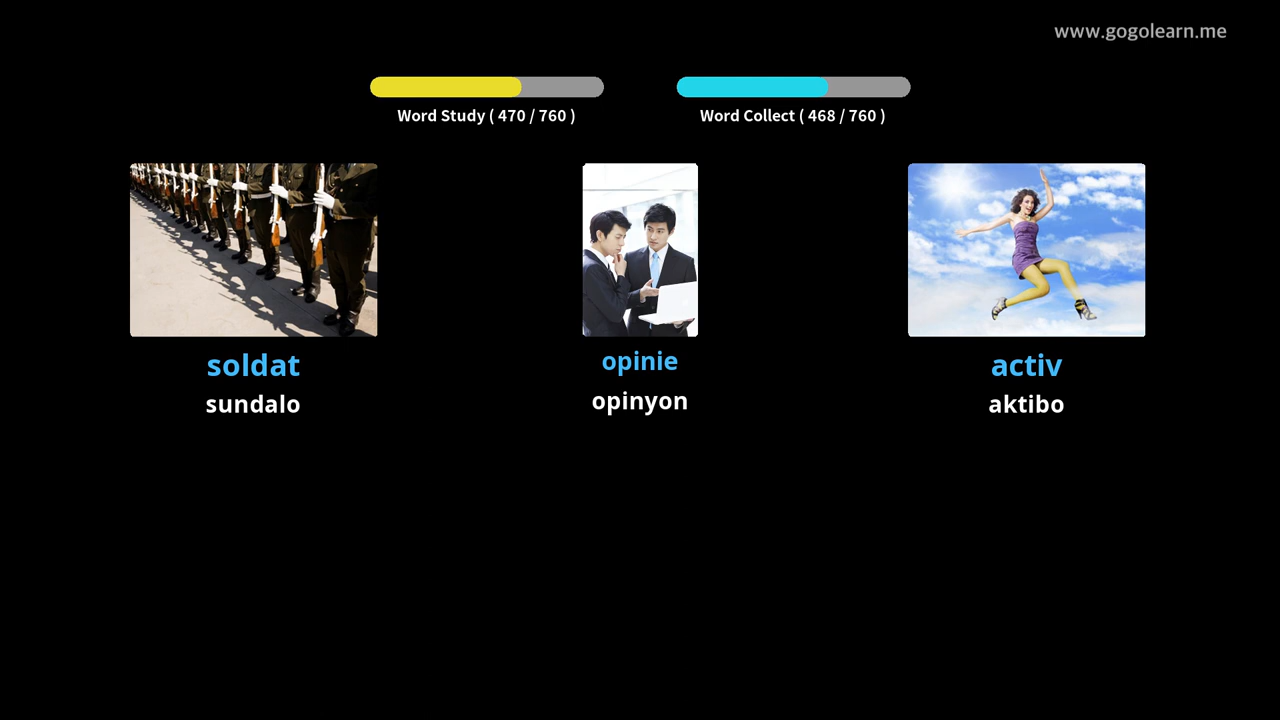 www.gogolearn.me
Word Study ( 470 / 760 )
Word Collect ( 468 / 760 )
soldat
sundalo
opinie
opinyon
activ
aktibo